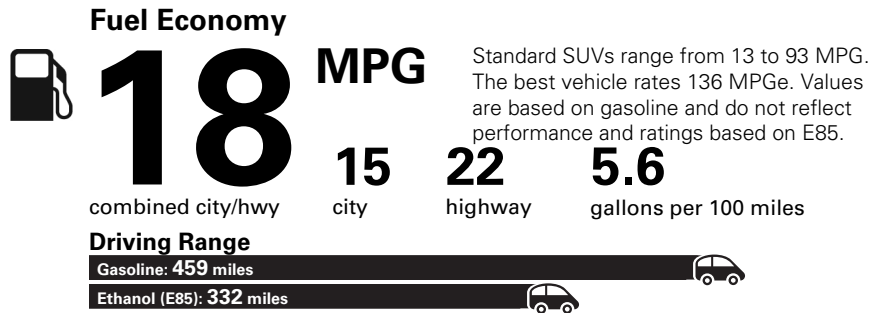 Fuel Economy
18 MPG
Standard SUVs range from 13 to 93 MPG.
The best vehicle rates 136 MPGe. Values
are based on gasoline and do not reflect
performance and ratings based on E85.
15 22 5.6
combined city/hwy city highway gallons per 100 miles
Driving Range
Gasoline: 459 miles
Ethanol (E85): 332 miles